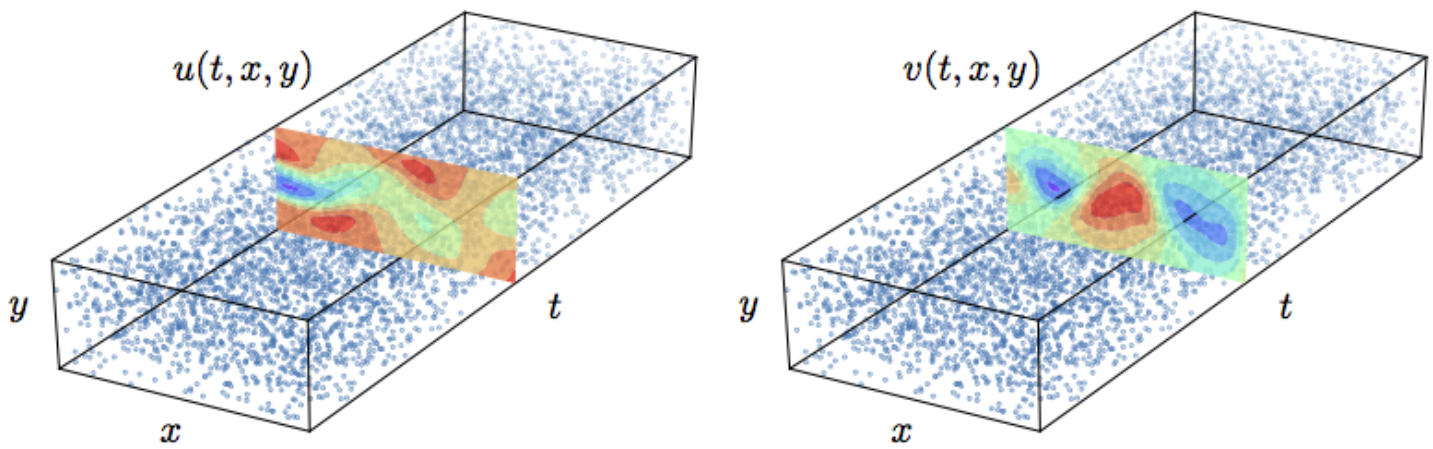 u(t, x, y)
v(t, x, y)
y
t
x
y
t
x